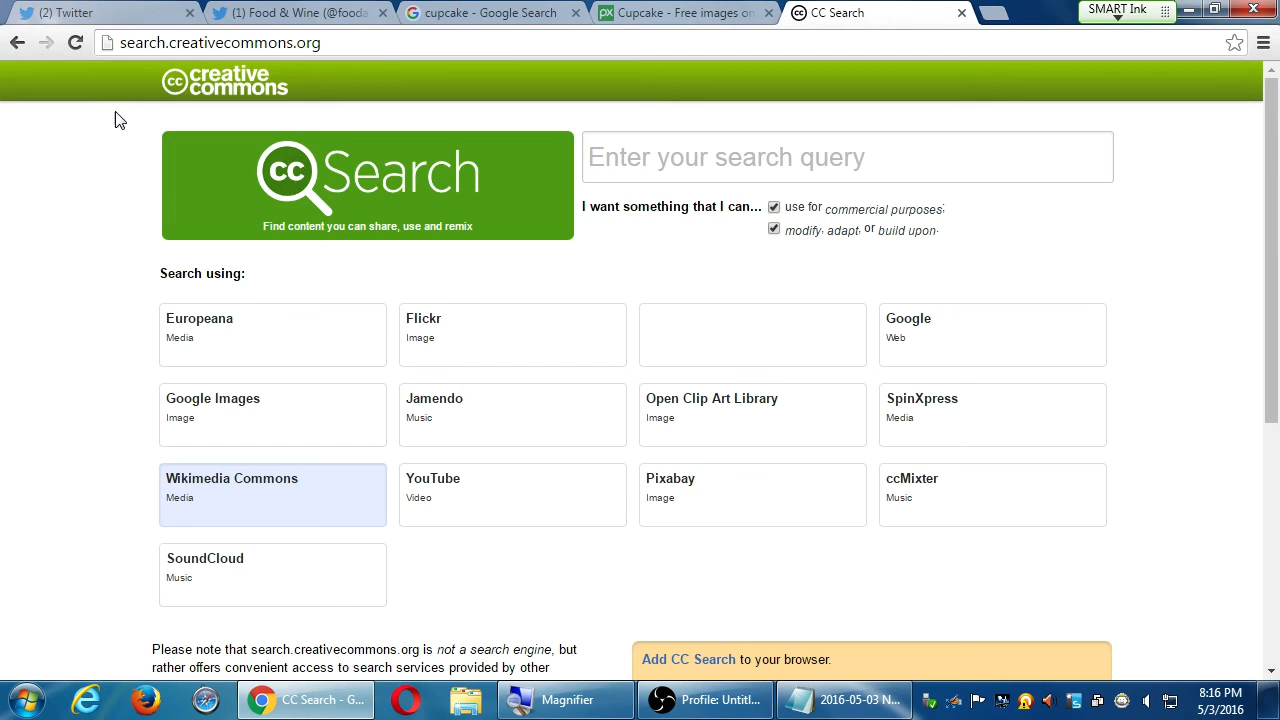 (2) Twitter
(1) Food & Wine (@fooda
cupcake - Google Search
Cupcake - Free images on
CC Search
SMART Ink
search.creativecommons.org
cc creative commons
cc Search
Find content you can share, use and remix
Enter your search query
I want something that I can...
use for commercial purposes;
modify, adapt, or build upon.
Search using:
Europeana
Media
Flickr
Image
Google
Web
Google Images
Image
Jamendo
Music
Open Clip Art Library
Image
SpinXpress
Media
Wikimedia Commons
Media
YouTube
Video
Pixabay
Image
ccMixter
Music
SoundCloud
Music
Please note that search.creativecommons.org is not a search engine, but
rather offers convenient access to search services provided by other
Add CC Search to your browser.
CC Search - G...
Magnifier
Profile: Untitl...
2016-05-03 N...
8:16 PM
5/3/2016